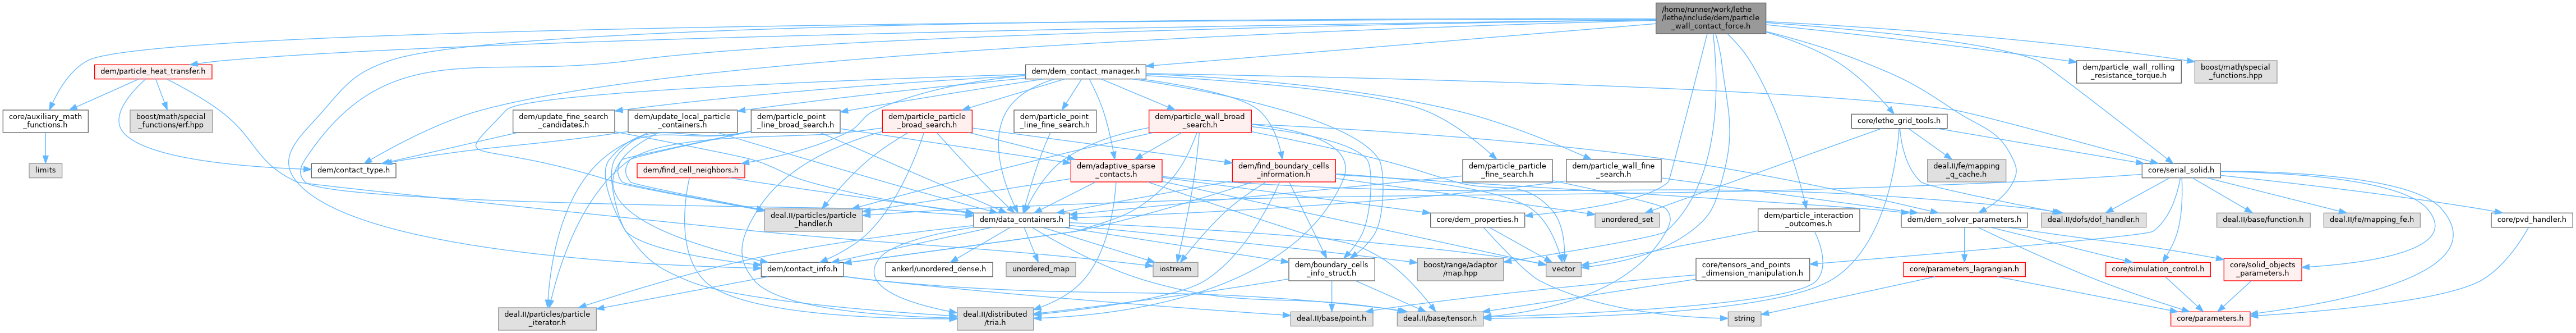 /home/runner/work/lethe
/lethe/include/dem/particle
_wall_contact_force.h
dem/particle_heat_transfer.h
dem/dem_contact_manager.h
dem/particle_wall_rolling
_resistance_torque.h
boost/math/special
_functions.hpp
core/auxiliary_math
_functions.h
boost/math/special
_functions/erf.hpp
dem/update_fine_search
_candidates.h
dem/update_local_particle
_containers.h
dem/particle_point
_line_broad_search.h
dem/particle_particle
_broad_search.h
dem/particle_point
_line_fine_search.h
dem/particle_wall_broad
_search.h
core/lethe_grid_tools.h
limits
dem/contact_type.h
dem/find_cell_neighbors.h
dem/adaptive_sparse
_contacts.h
dem/find_boundary_cells
_information.h
dem/particle_particle
_fine_search.h
dem/particle_wall_fine
_search.h
deal.II/fe/mapping
_q_cache.h
core/serial_solid.h
deal.II/particles/particle
_handler.h
dem/data_containers.h
core/dem_properties.h
unordered_set
dem/particle_interaction
_outcomes.h
dem/dem_solver_parameters.h
deal.II/dofs/dof_handler.h
deal.II/base/function.h
deal.II/fe/mapping_fe.h
core/pvd_handler.h
dem/contact_info.h
ankerl/unordered_dense.h
unordered_map
iostream
dem/boundary_cells
_info_struct.h
boost/range/adaptor
/map.hpp
vector
core/tensors_and_points
_dimension_manipulation.h
core/parameters_lagrangian.h
core/simulation_control.h
core/solid_objects
_parameters.h
deal.II/particles/particle
_iterator.h
deal.II/distributed
/tria.h
deal.II/base/point.h
deal.II/base/tensor.h
string
core/parameters.h